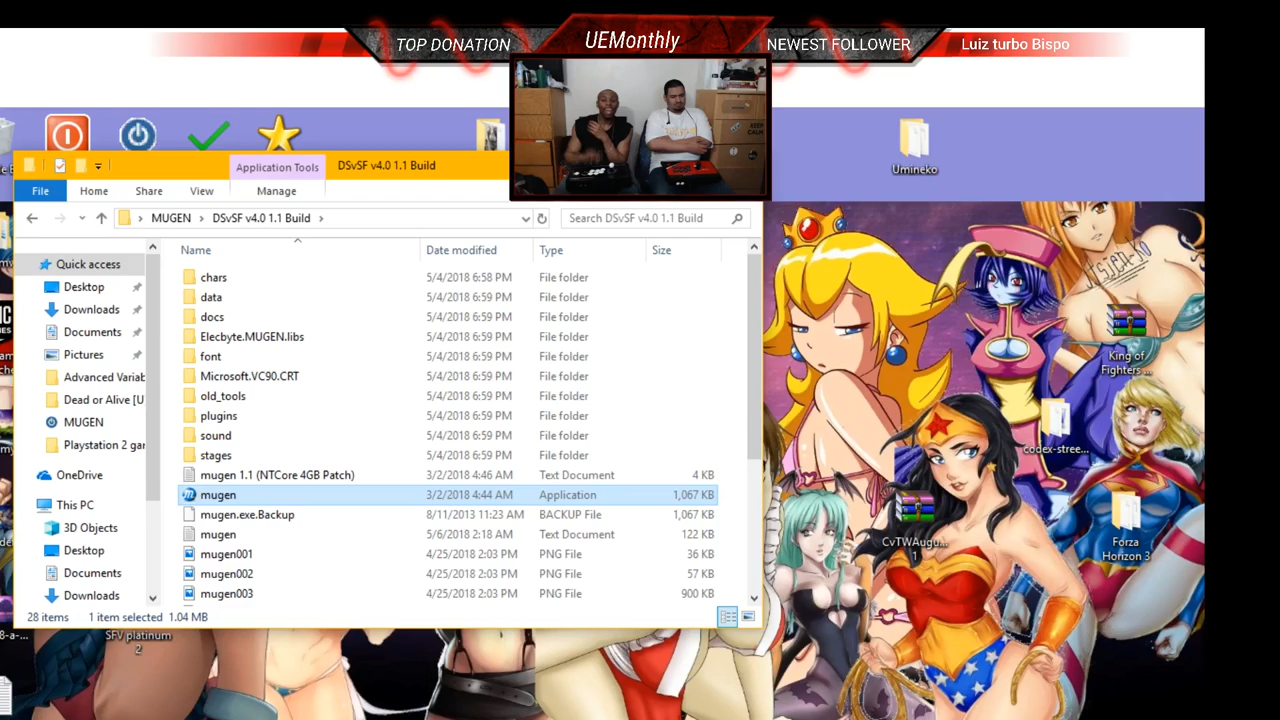 TOP DONATION
UEMonthly
NEWEST FOLLOWER
Luiz turbo Bispo
Umineko
Application Tools
DSvSF v4.0 1.1 Build
File
Home
Share
View
Manage
MUGEN
DSvSF v4.0 1.1 Build
Search DSvSF v4.0 1.1 Build
Name
Date modified
Type
Size
Quick access
Desktop
Downloads
Documents
Pictures
Advanced Variab
Dead or Alive [U
MUGEN
Playstation 2 gar
OneDrive
This PC
3D Objects
Desktop
Documents
Downloads
chars 5/4/2018 6:58 PM File folder
data 5/4/2018 6:59 PM File folder
docs 5/4/2018 6:59 PM File folder
Elecbyte.MUGEN.libs 5/4/2018 6:59 PM File folder
font 5/4/2018 6:59 PM File folder
Microsoft.VC90.CRT 5/4/2018 6:59 PM File folder
old_tools 5/4/2018 6:59 PM File folder
plugins 5/4/2018 6:59 PM File folder
sound 5/4/2018 6:59 PM File folder
stages 5/4/2018 6:59 PM File folder
mugen 1.1 (NTCore 4GB Patch) 3/2/2018 4:46 AM Text Document 4 KB
mugen 3/2/2018 4:44 AM Application 1,067 KB
mugen.exe.Backup 8/11/2013 11:23 AM BACKUP File 1,067 KB
mugen 5/6/2018 2:18 AM Text Document 122 KB
mugen001 4/25/2018 2:03 PM PNG File 36 KB
mugen002 4/25/2018 2:03 PM PNG File 57 KB
mugen003 4/25/2018 2:03 PM PNG File 900 KB
28 items
1 item selected 1.04 MB
SFV platinum
2
King of
Fighters ...
codex-stree...
CvTWAugu...
1
Forza
Horizon 3